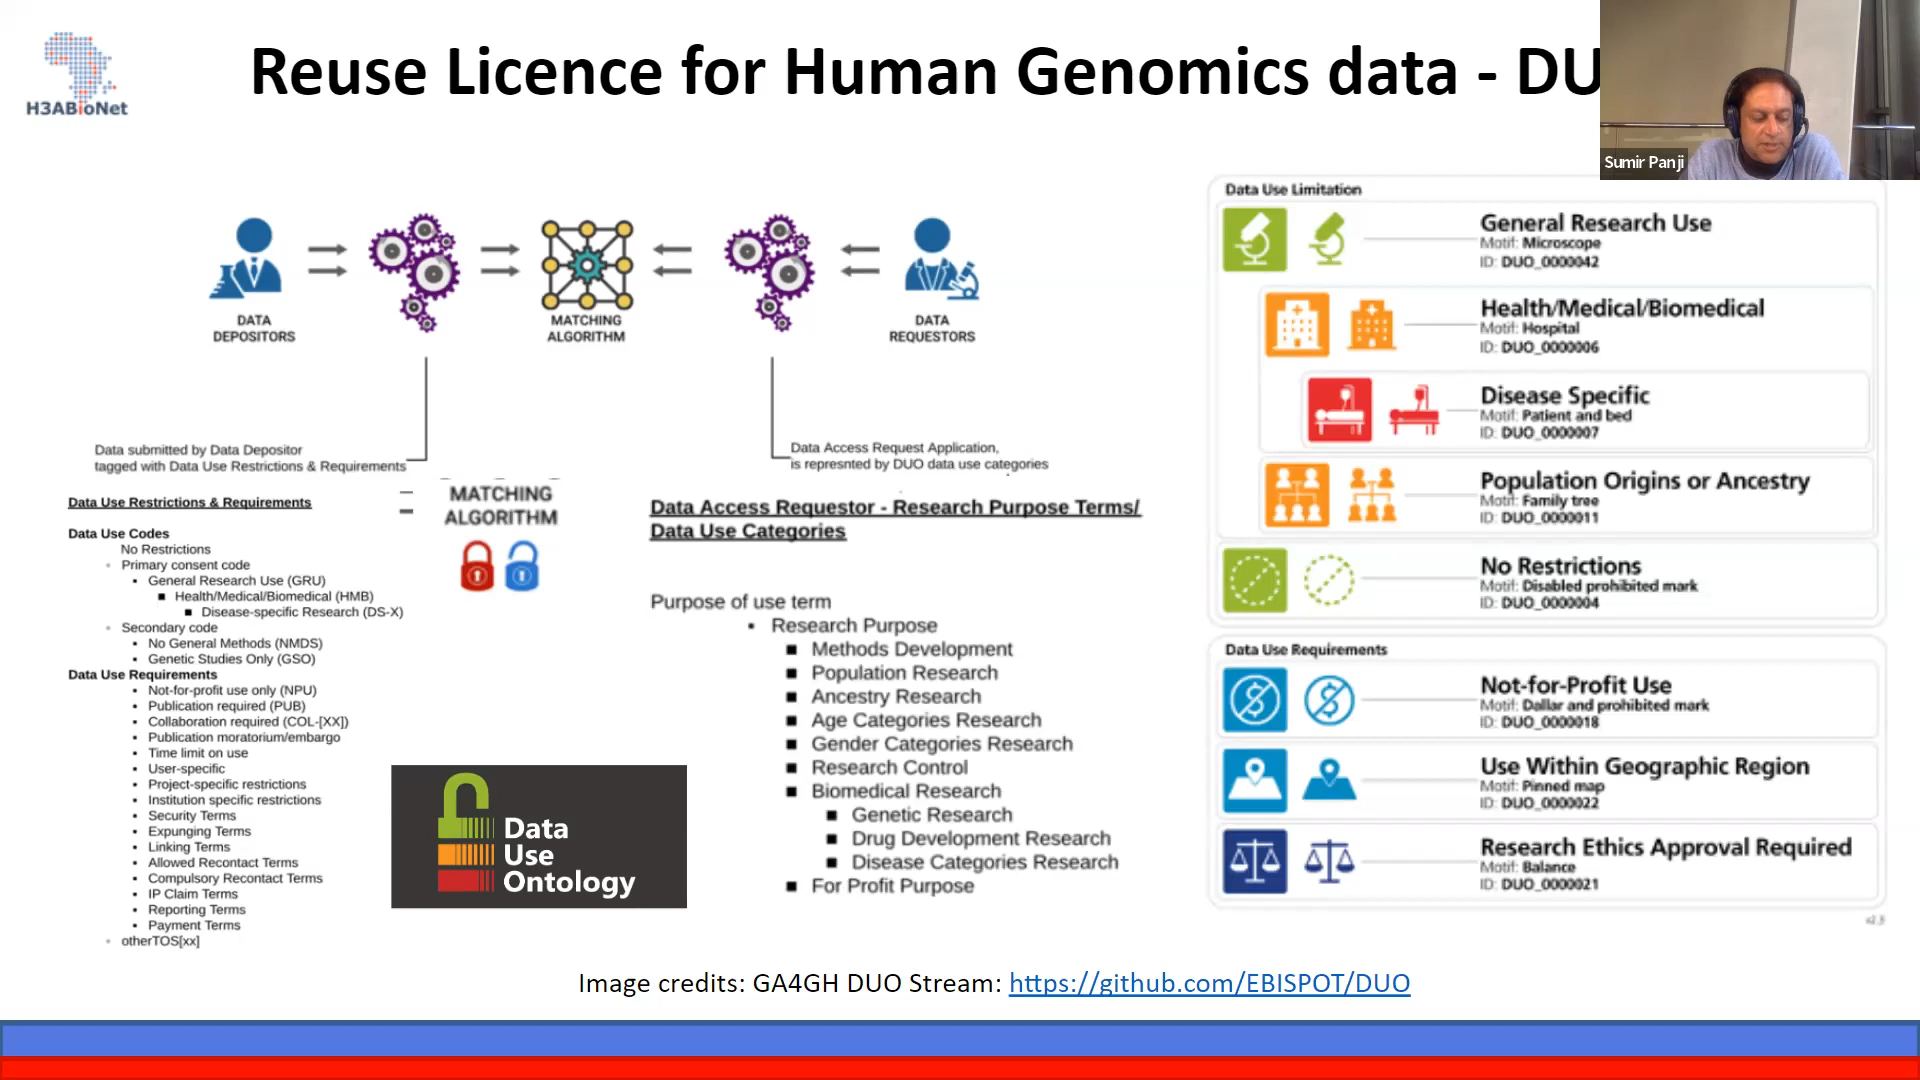 H3ABioNet
Reuse Licence for Human Genomics data - DU
Sumir Panji
DATA
DEPOSITORS
MATCHING
ALGORITHM
DATA
REQUESTORS
Data submitted by Data Depositor
tagged with Data Use Restrictions & Requirements
Data Access Request Application,
is represnted by DUO data use categories
Data Use Restrictions & Requirements
Data Use Codes
No Restrictions
Primary consent code
General Research Use (GRU)
Health/Medical/Biomedical (HMB)
Disease-specific Research (DS-X)
Secondary code
No General Methods (NMDS)
Genetic Studies Only (GSO)
Data Use Requirements
Not-for-profit use only (NPU)
Publication required (PUB)
Collaboration required (COL-[XX])
Publication moratorium/embargo
Time limit on use
User-specific
Project-specific restrictions
Institution specific restrictions
Security Terms
Expunging Terms
Linking Terms
Allowed Recontact Terms
Compulsory Recontact Terms
IP Claim Terms
Reporting Terms
Payment Terms
otherTOS[xx]
MATCHING
ALGORITHM
Data
Use
Ontology
Data Access Requestor - Research Purpose Terms/
Data Use Categories
Purpose of use term
Research Purpose
Methods Development
Population Research
Ancestry Research
Age Categories Research
Gender Categories Research
Research Control
Biomedical Research
Genetic Research
Drug Development Research
Disease Categories Research
For Profit Purpose
Data Use Limitation
General Research Use
Motif: Microscope
ID: DUO_0000042
Health/Medical/Biomedical
Motif: Hospital
ID: DUO_0000006
Disease Specific
Motif: Patient and bed
ID: DUO_0000007
Population Origins or Ancestry
Motif: Family tree
ID: DUO_0000011
No Restrictions
Motif: Disabled prohibited mark
ID: DUO_0000004
Data Use Requirements
Not-for-Profit Use
Motif: Dallar and prohibited mark
ID: DUO_0000018
Use Within Geographic Region
Motif: Pinned map
ID: DUO_0000022
Research Ethics Approval Required
Motif: Balance
ID: DUO_0000021
v2.3
Image credits: GA4GH DUO Stream: https://github.com/EBISPOT/DUO